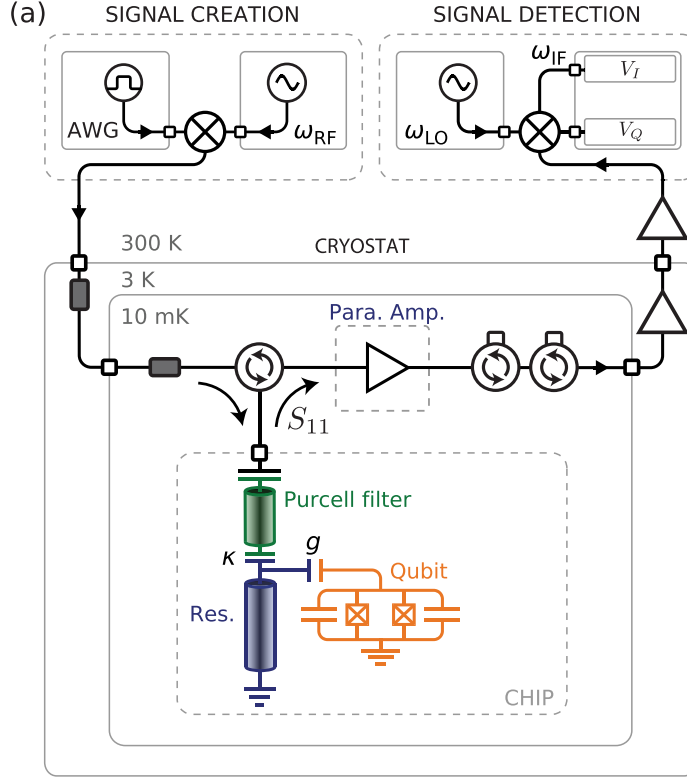 (a)
SIGNAL CREATION
SIGNAL DETECTION
AWG
ω_RF
ω_LO
ω_IF
V_I
V_Q
300 K
CRYOSTAT
3 K
10 mK
Para. Amp.
S_11
Purcell filter
κ
g
Qubit
Res.
CHIP